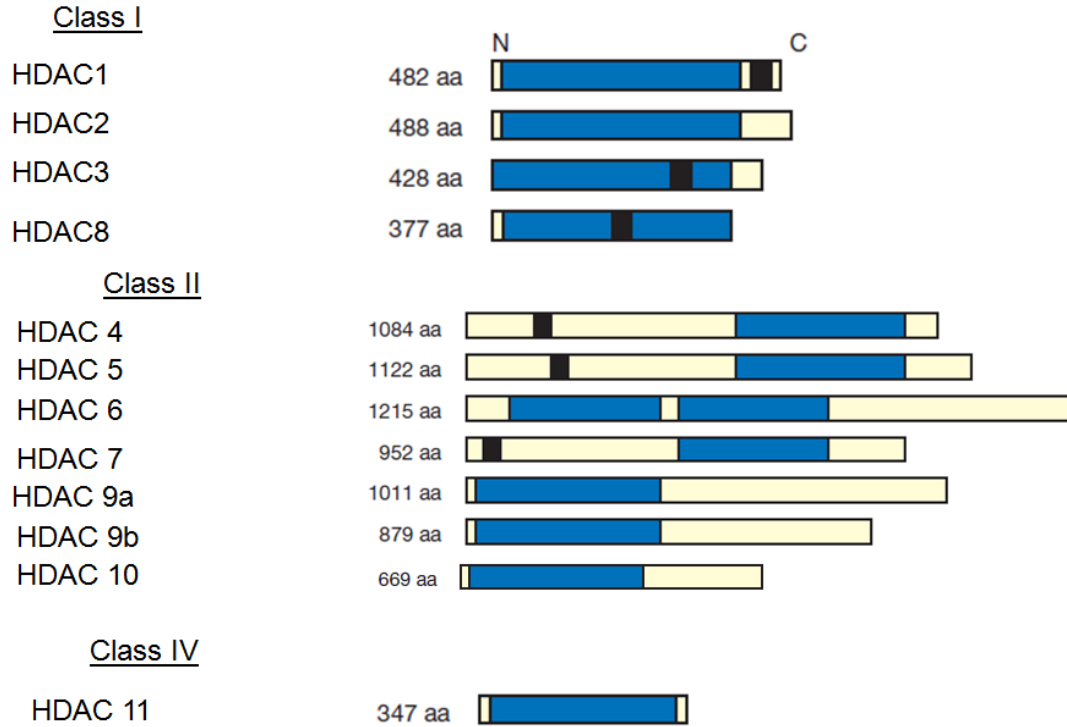 Class I
N C
HDAC1 482 aa
HDAC2 488 aa
HDAC3 428 aa
HDAC8 377 aa
Class II
HDAC 4 1084 aa
HDAC 5 1122 aa
HDAC 6 1215 aa
HDAC 7 952 aa
HDAC 9a 1011 aa
HDAC 9b 879 aa
HDAC 10 669 aa
Class IV
HDAC 11 347 aa